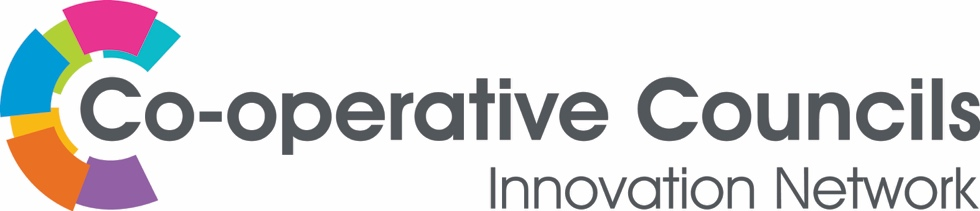 Co-operative Councils
Innovation Network